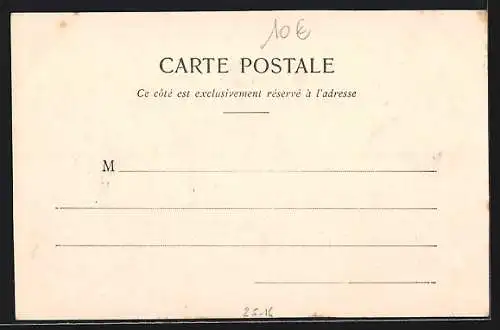 10€
CARTE POSTALE
Ce côté est exclusivement réservé à l'adresse
M
25-16